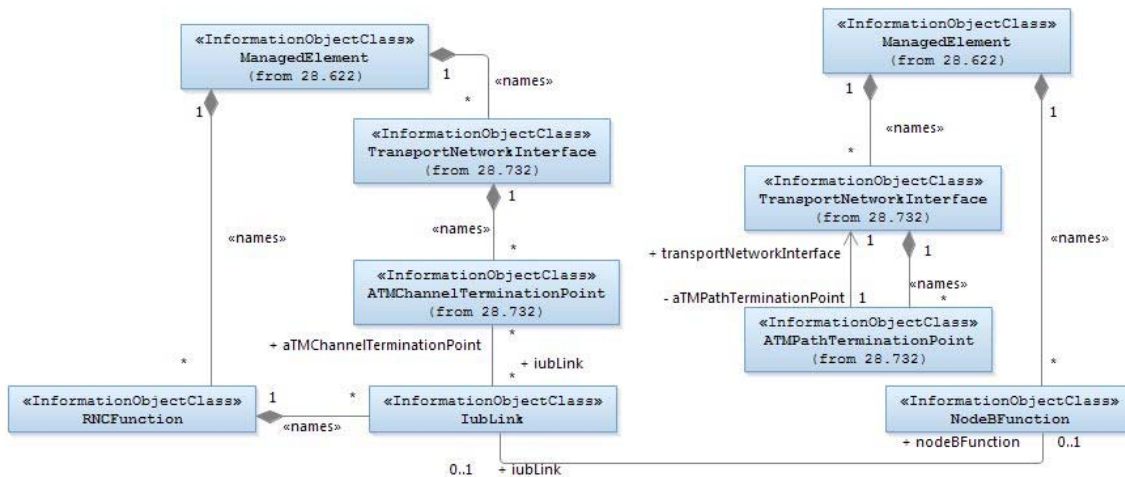 «InformationObjectClass»
ManagedElement
(from 28.622)
1
«names»
*
1
«InformationObjectClass»
TransportNetworkInterface
(from 28.732)
1
«names»
*
«names»
«InformationObjectClass»
ATMChannelTerminationPoint
(from 28.732)
*
+ aTMChannelTerminationPoint
+ iubLink
*
*
«InformationObjectClass»
RNCFunction
1
*
«names»
«InformationObjectClass»
IubLink
0..1
+ iubLink
«InformationObjectClass»
ManagedElement
(from 28.622)
1
1
«names»
*
«InformationObjectClass»
TransportNetworkInterface
(from 28.732)
«names»
+ transportNetworkInterface
1
1
«names»
- aTMPathTerminationPoint
1
*
«InformationObjectClass»
ATMPathTerminationPoint
(from 28.732)
*
«InformationObjectClass»
NodeBFunction
+ nodeBFunction
0..1